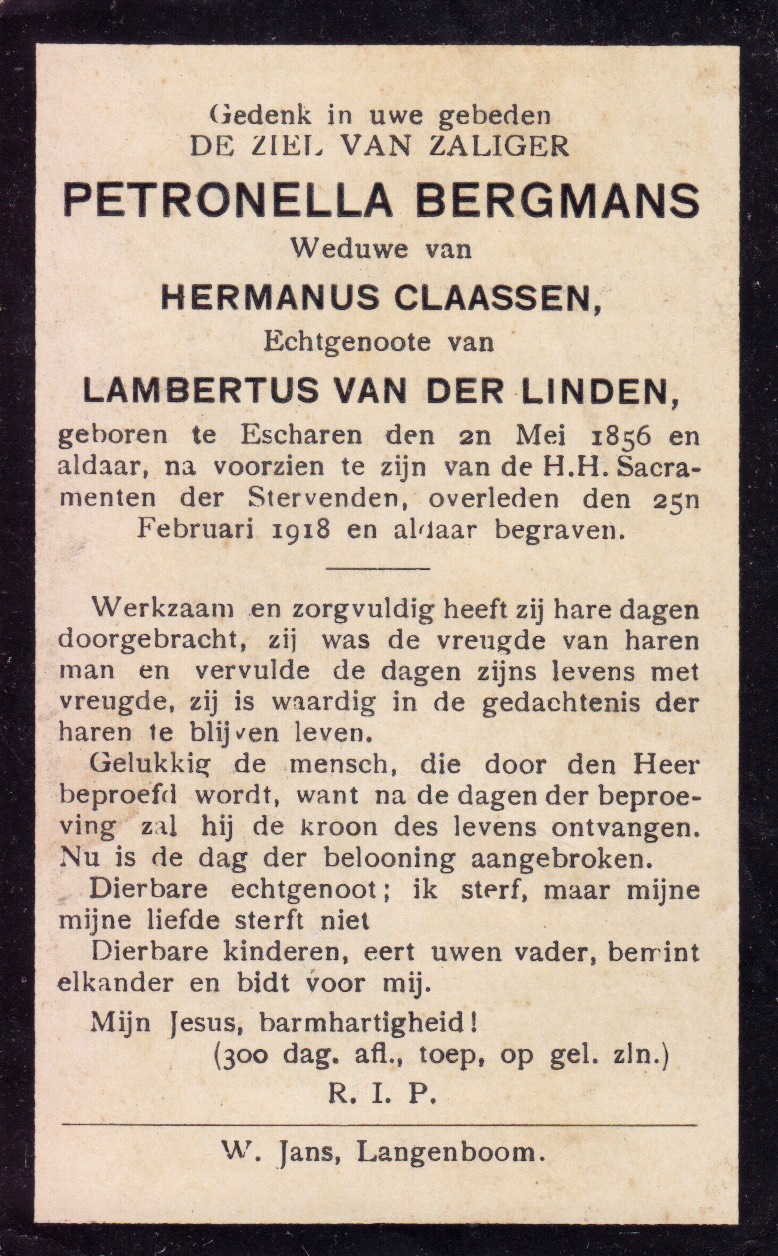 Gedenk in uwe gebeden
DE ZIEL VAN ZALIGER
PETRONELLA BERGMANS
Weduwe van
HERMANUS CLAASSEN,
Echtgenoote van
LAMBERTUS VAN DER LINDEN,
geboren te Escharen den 2n Mei 1856 en
aldaar, na voorzien te zijn van de H.H. Sacra-
menten der Stervenden, overleden den 25n
Februari 1918 en aldaar begraven.
Werkzaam en zorgvuldig heeft zij hare dagen
doorgebracht, zij was de vreugde van haren
man en vervulde de dagen zijns levens met
vreugde, zij is waardig in de gedachtenis der
haren te blijven leven.
Gelukkig de mensch, die door den Heer
beproefd wordt, want na de dagen der beproe-
ving zal hij de kroon des levens ontvangen.
Nu is de dag der belooning aangebroken.
Dierbare echtgenoot; ik sterf, maar mijne
mijne liefde sterft niet
Dierbare kinderen, eert uwen vader, bemint
elkander en bidt voor mij.
Mijn Jesus, barmhartigheid!
(300 dag. afl., toep, op gel. zln.)
R. I. P.
W. Jans, Langenboom.